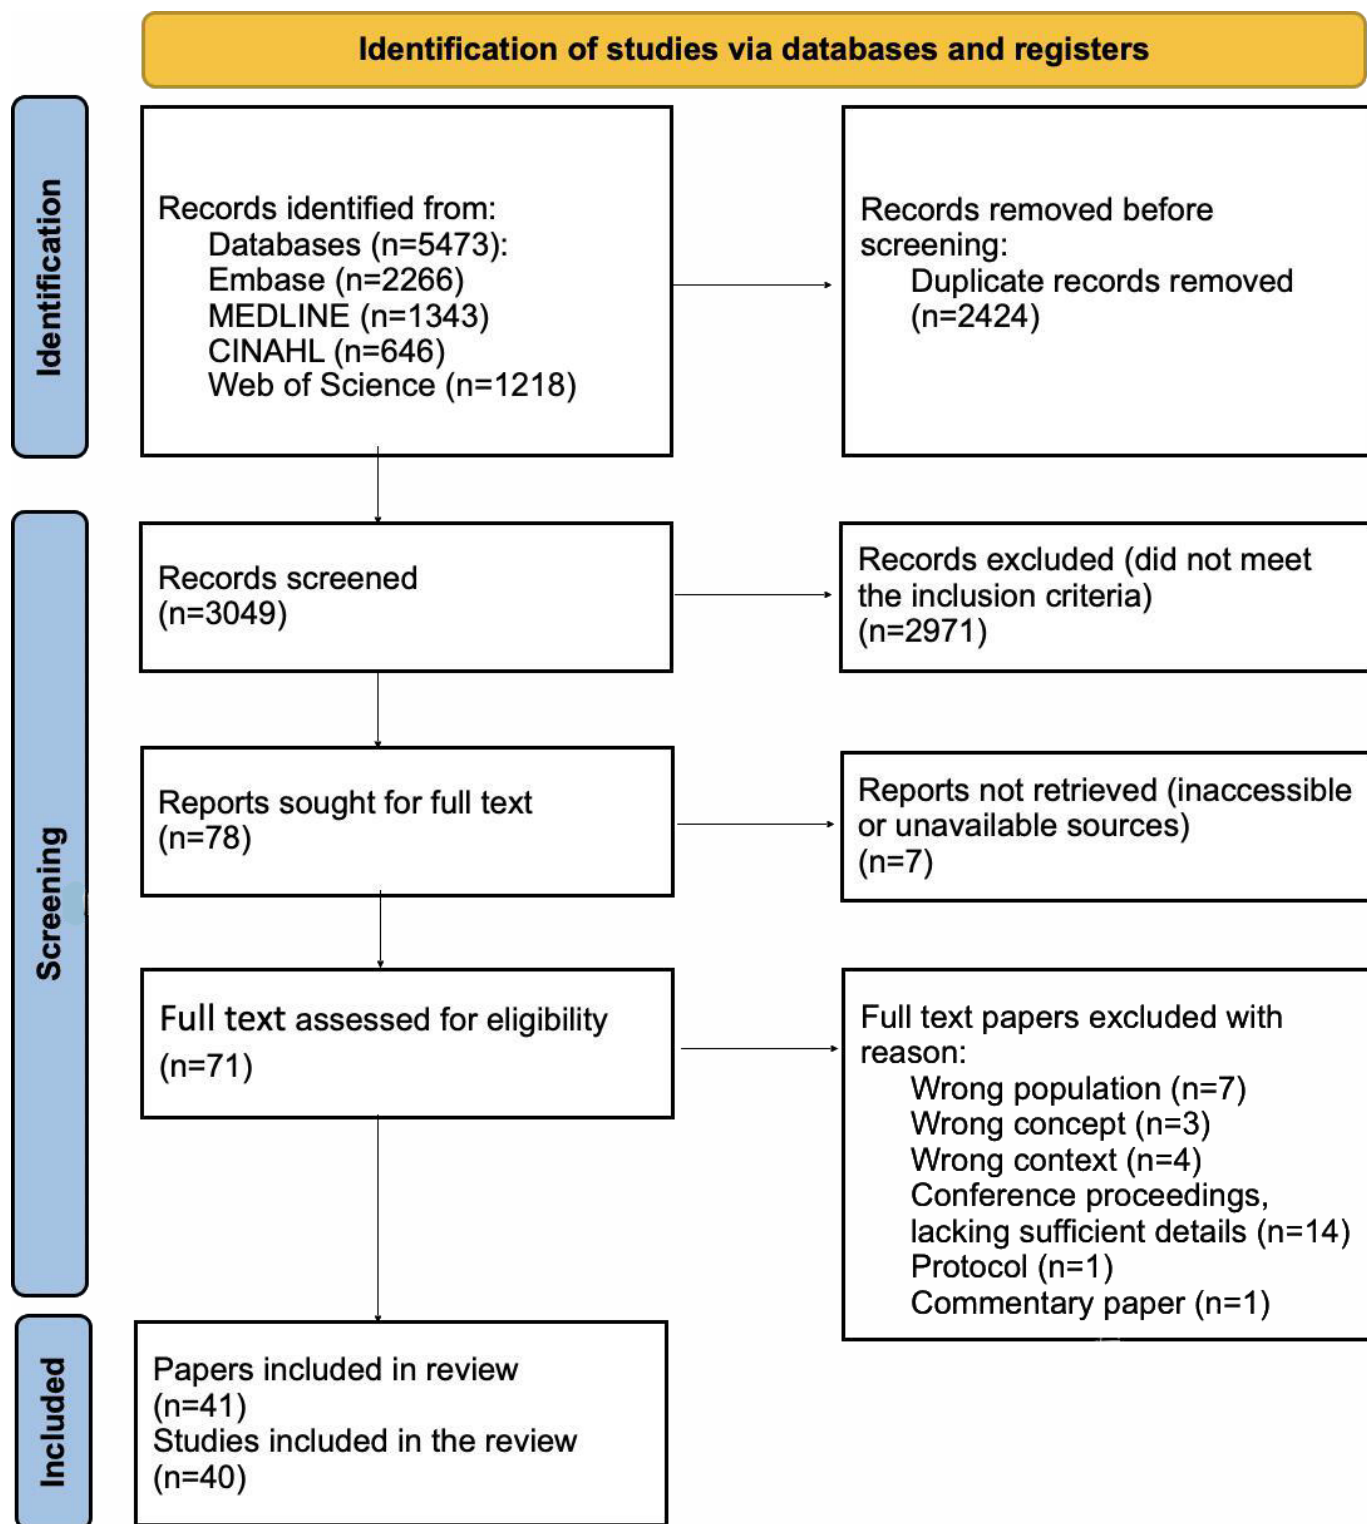 Identification of studies via databases and registers
Identification
Records identified from:
Databases (n=5473):
Embase (n=2266)
MEDLINE (n=1343)
CINAHL (n=646)
Web of Science (n=1218)
Records removed before
screening:
Duplicate records removed
(n=2424)
Screening
Records screened
(n=3049)
Records excluded (did not meet
the inclusion criteria)
(n=2971)
Reports sought for full text
(n=78)
Reports not retrieved (inaccessible
or unavailable sources)
(n=7)
Full text assessed for eligibility
(n=71)
Full text papers excluded with
reason:
Wrong population (n=7)
Wrong concept (n=3)
Wrong context (n=4)
Conference proceedings,
lacking sufficient details (n=14)
Protocol (n=1)
Commentary paper (n=1)
Included
Papers included in review
(n=41)
Studies included in the review
(n=40)